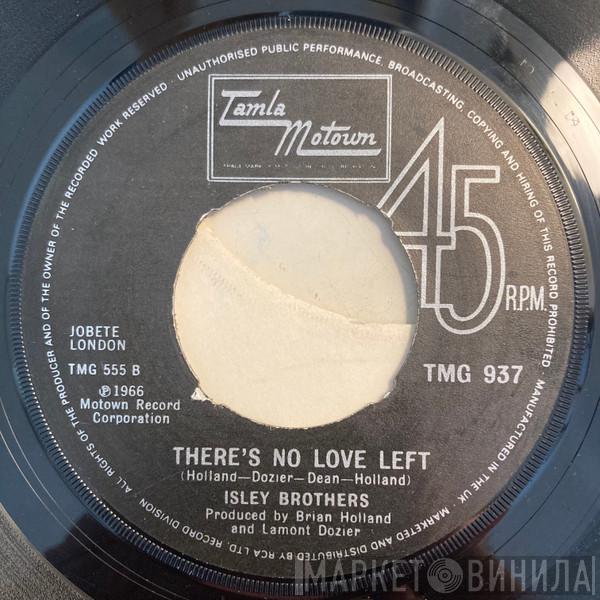 ALL RIGHTS OF THE PRODUCER AND OF THE OWNER OF THE RECORDED WORK RESERVED. UNAUTHORISED PUBLIC PERFORMANCE, BROADCASTING, COPYING AND HIRING OF THIS RECORD PROHIBITED. MANUFACTURED IN THE UK. MARKETED AND DISTRIBUTED BY RCA LTD. RECORD DIVISION
Tamla
Motown
45
R.P.M.
JOBETE
LONDON
TMG 555 B
℗1966
Motown Record
Corporation
TMG 937
THERE'S NO LOVE LEFT
(Holland—Dozier—Dean—Holland)
ISLEY BROTHERS
Produced by Brian Holland
and Lamont Dozier
МАРКЕТ ВИНИЛА